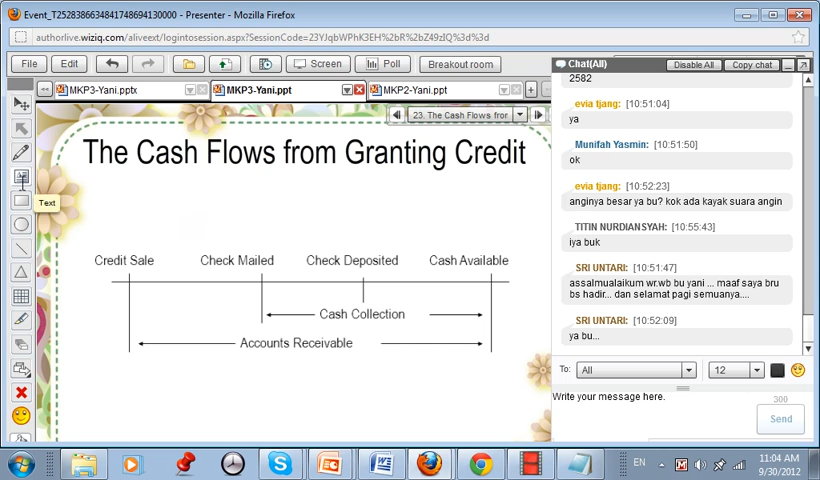 Event_T252838663484174869413000 - Presenter - Mozilla Firefox
authorlive.wiziq.com/aliveext/logintosession.aspx?SessionCode=23YJqbWPhK3EH%2bR%2bZ49zIQ%3d%3d
File Edit Screen Poll Breakout room
MKP3-Yani.pptx MKP3-Yani.ppt MKP2-Yani.ppt
23. The Cash Flows fror
Text
The Cash Flows from Granting Credit
Credit Sale Check Mailed Check Deposited Cash Available
Cash Collection
Accounts Receivable
Chat(All) Disable All Copy chat
2582
evia tjang: [10:51:04]
ya
Munifah Yasmin: [10:51:50]
ok
evia tjang: [10:52:23]
anginya besar ya bu? kok ada kayak suara angin
TITIN NURDIANSYAH: [10:55:43]
iya buk
SRI UNTARI: [10:51:47]
assalmualaikum wr.wb bu yani ... maaf saya bru
bs hadir... dan selamat pagi semuanya....
SRI UNTARI: [10:52:09]
ya bu...
To: All 12
Write your message here.
300
Send
EN
11:04 AM
9/30/2012